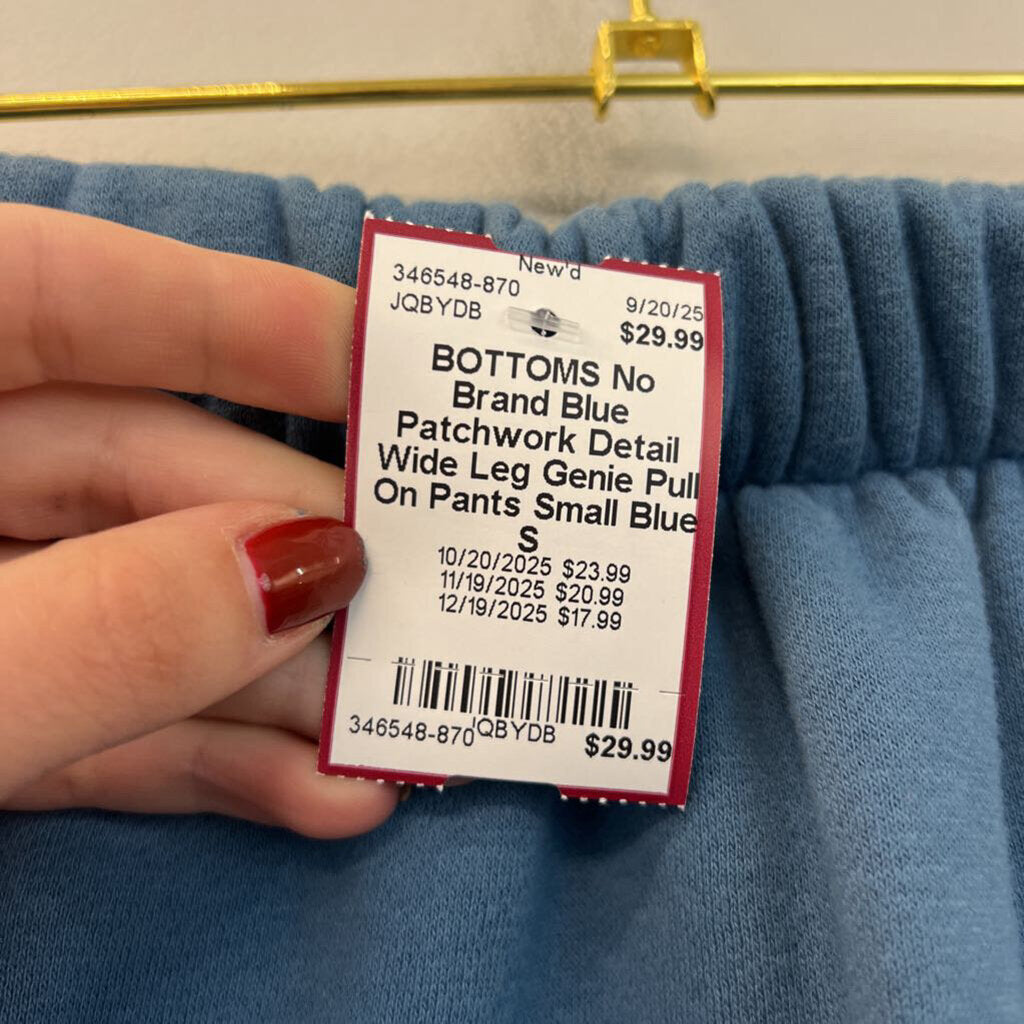 New'd
346548-870
9/20/25
JQBYDB
$29.99
BOTTOMS No
Brand Blue
Patchwork Detail
Wide Leg Genie Pull
On Pants Small Blue
S
10/20/2025 $23.99
11/19/2025 $20.99
12/19/2025 $17.99
346548-870 JQBYDB $29.99